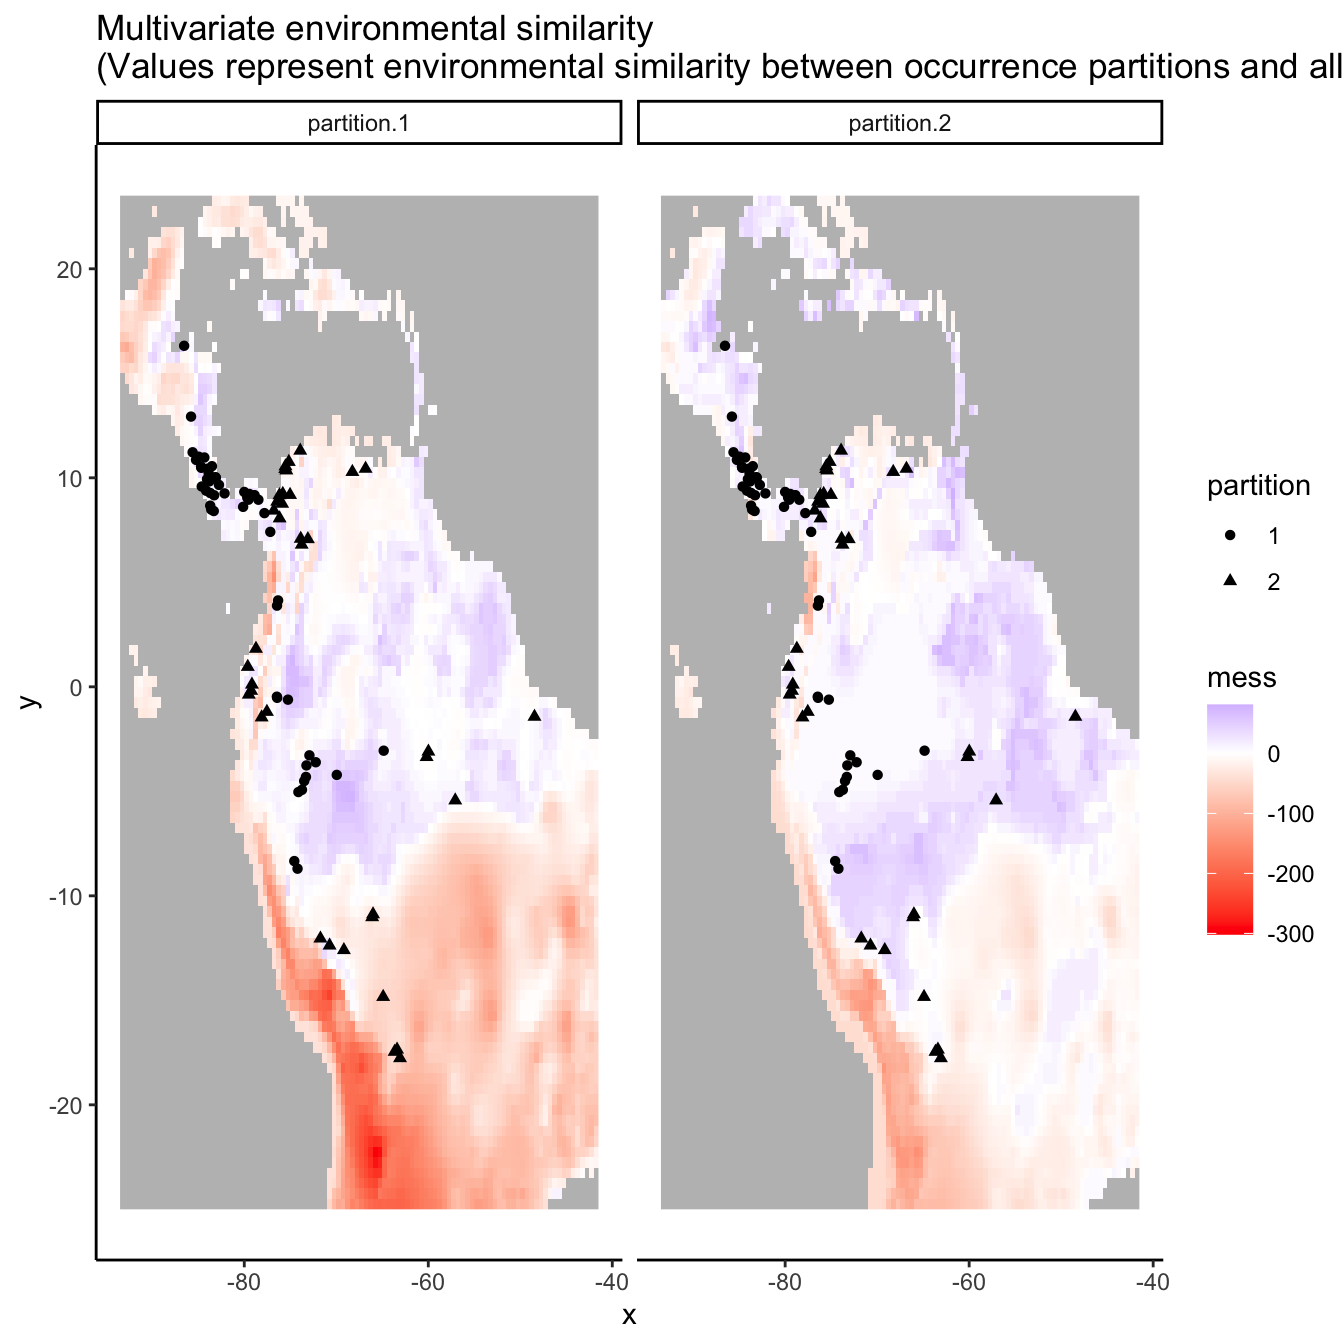 Multivariate environmental similarity
(Values represent environmental similarity between occurrence partitions and all
partition.1
partition.2
20
10
0
-10
-20
y
-80
-60
-40
-80
-60
-40
x
partition
1
2
mess
0
-100
-200
-300